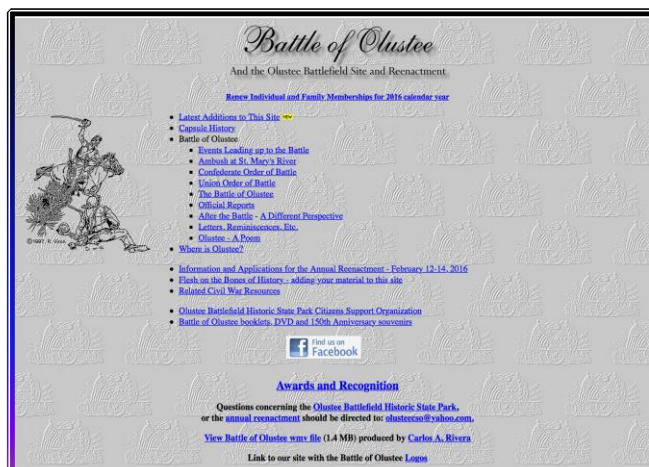 Battle of Olustee
And the Olustee Battlefield Site and Reenactment
Renew Individual and Family Memberships for 2016 calendar year
Latest Additions to This Site NEW
Capsule History
Battle of Olustee
Events Leading up to the Battle
Ambush at St. Mary's River
Confederate Order of Battle
Union Order of Battle
The Battle of Olustee
Official Reports
After the Battle - A Different Perspective
Letters, Reminiscences, Etc.
Olustee - A Poem
Where is Olustee?
Information and Applications for the Annual Reenactment - February 12-14, 2016
Flesh on the Bones of History - adding your material to this site
Related Civil War Resources
Olustee Battlefield Historic State Park Citizens Support Organization
Battle of Olustee booklets, DVD and 150th Anniversary souvenirs
Find us on
Facebook
Awards and Recognition
Questions concerning the Olustee Battlefield Historic State Park,
or the annual reenactment should be directed to: olusteecso@yahoo.com.
View Battle of Olustee wmv file (1.4 MB) produced by Carlos A. Rivera
Link to our site with the Battle of Olustee Logos